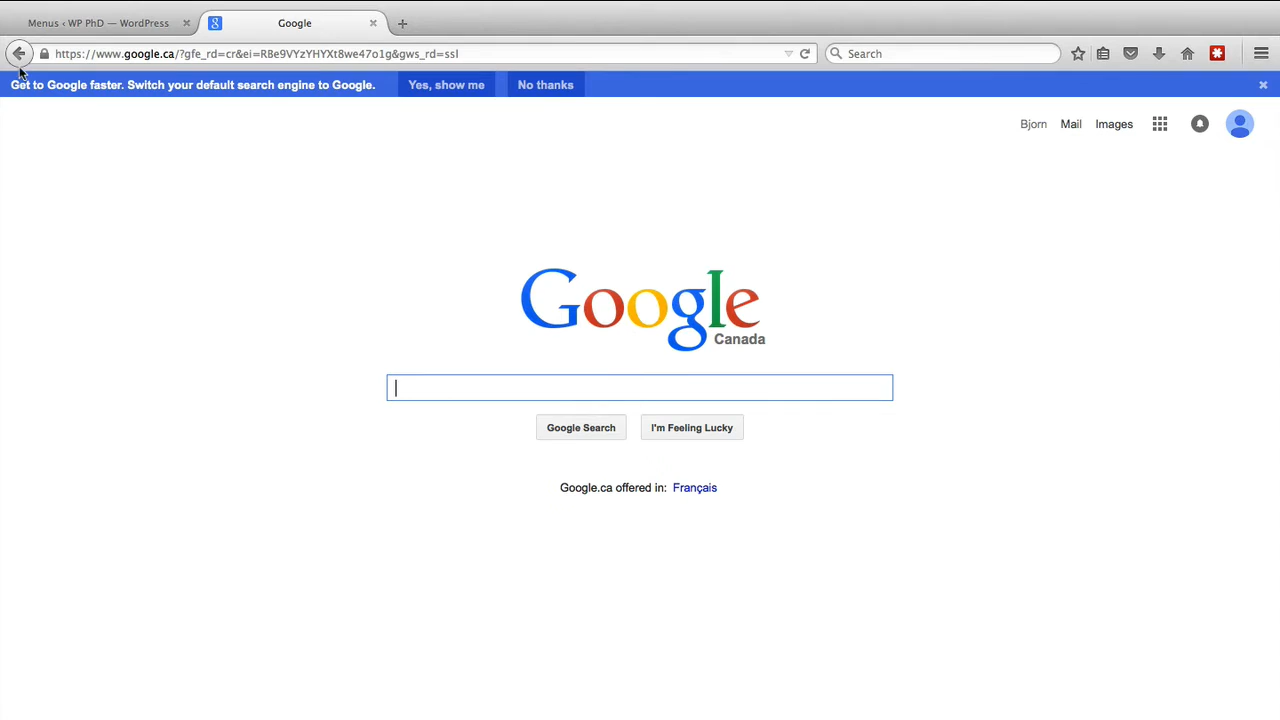 Menus ‹ WP PhD — WordPress
Google
https://www.google.ca/?gfe_rd=cr&ei=RBe9VYzYHYXt8we47o1g&gws_rd=ssl
Search
Get to Google faster. Switch your default search engine to Google.
Yes, show me
No thanks
Bjorn
Mail
Images
Google
Canada
Google Search
I'm Feeling Lucky
Google.ca offered in: Français